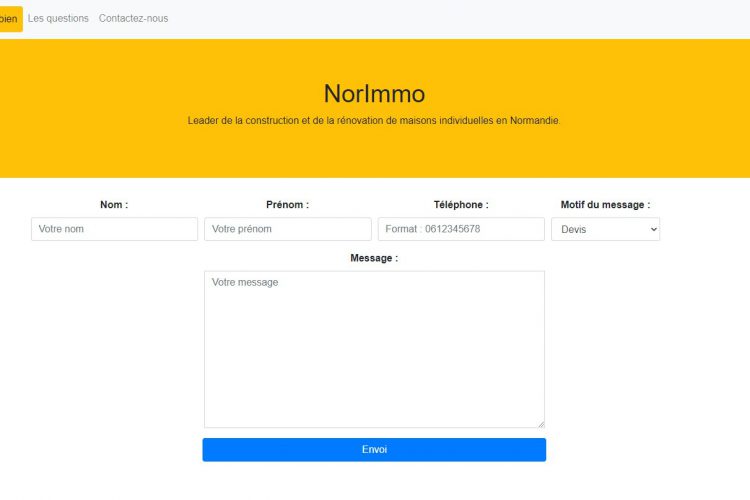 bien Les questions Contactez-nous
NorImmo
Leader de la construction et de la rénovation de maisons individuelles en Normandie.
Nom : Prénom : Téléphone : Motif du message :
Votre nom Votre prénom Format : 0612345678 Devis
Message :
Votre message
Envoi